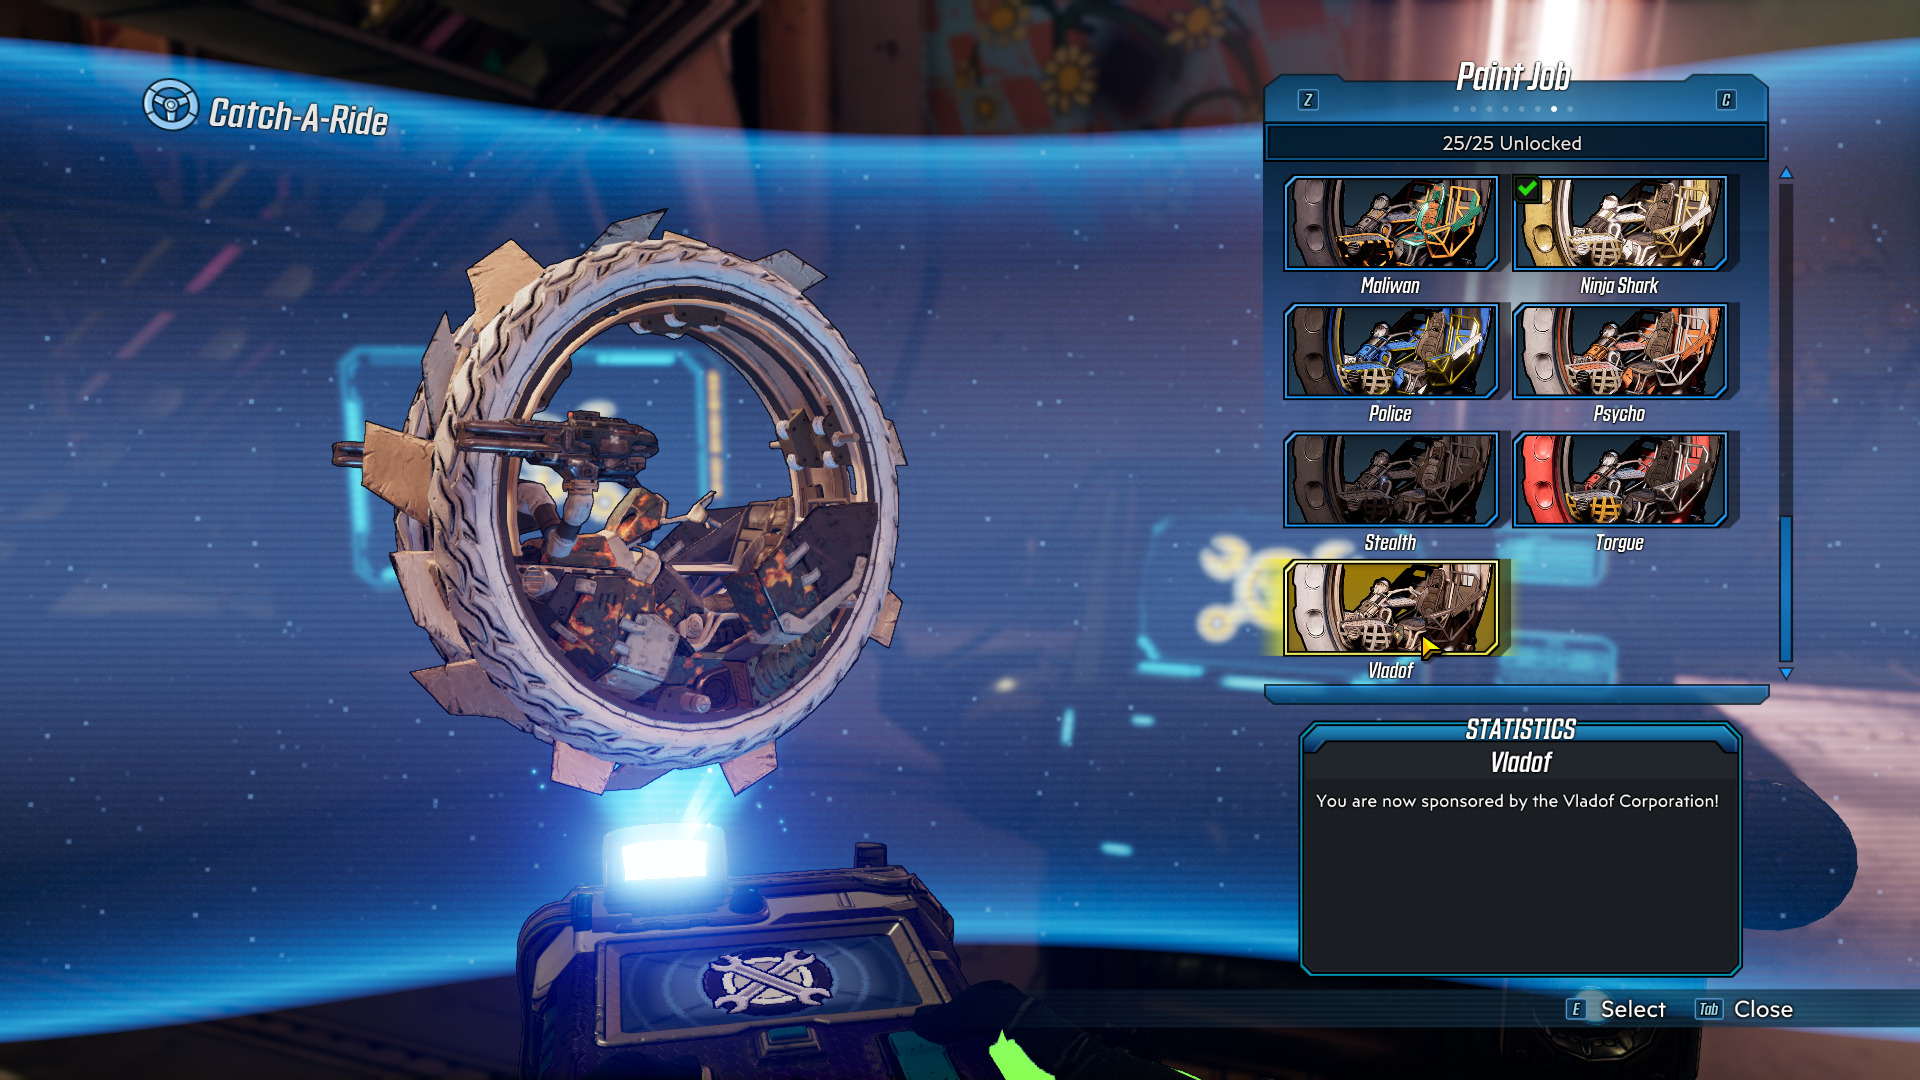 Catch-A-Ride
Paint Job
Z
C
25/25 Unlocked
Maliwan
Ninja Shark
Police
Psycho
Stealth
Torgue
Vladof
STATISTICS
Vladof
You are now sponsored by the Vladof Corporation!
E Select Tab Close